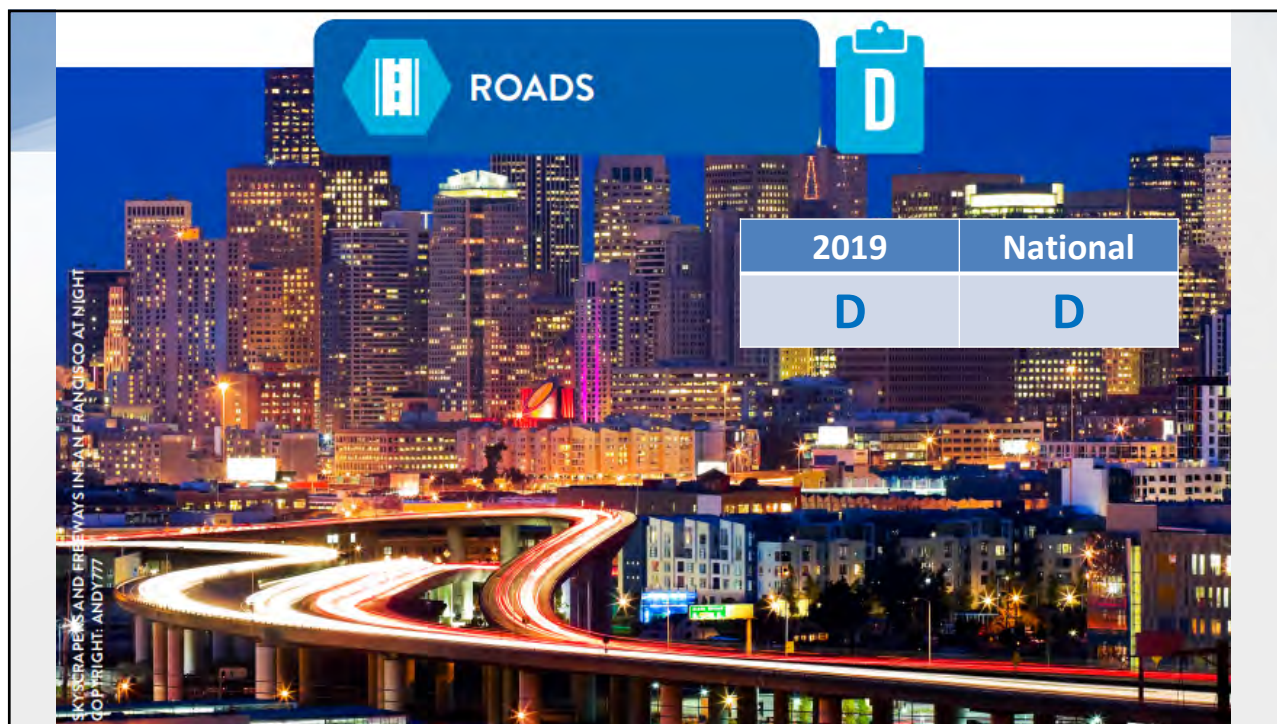 ROADS
D
2019 National
D D
SKYSCRAPERS AND FREEWAYS IN SAN FRANCISCO AT NIGHT
COPYRIGHT: ANDY777